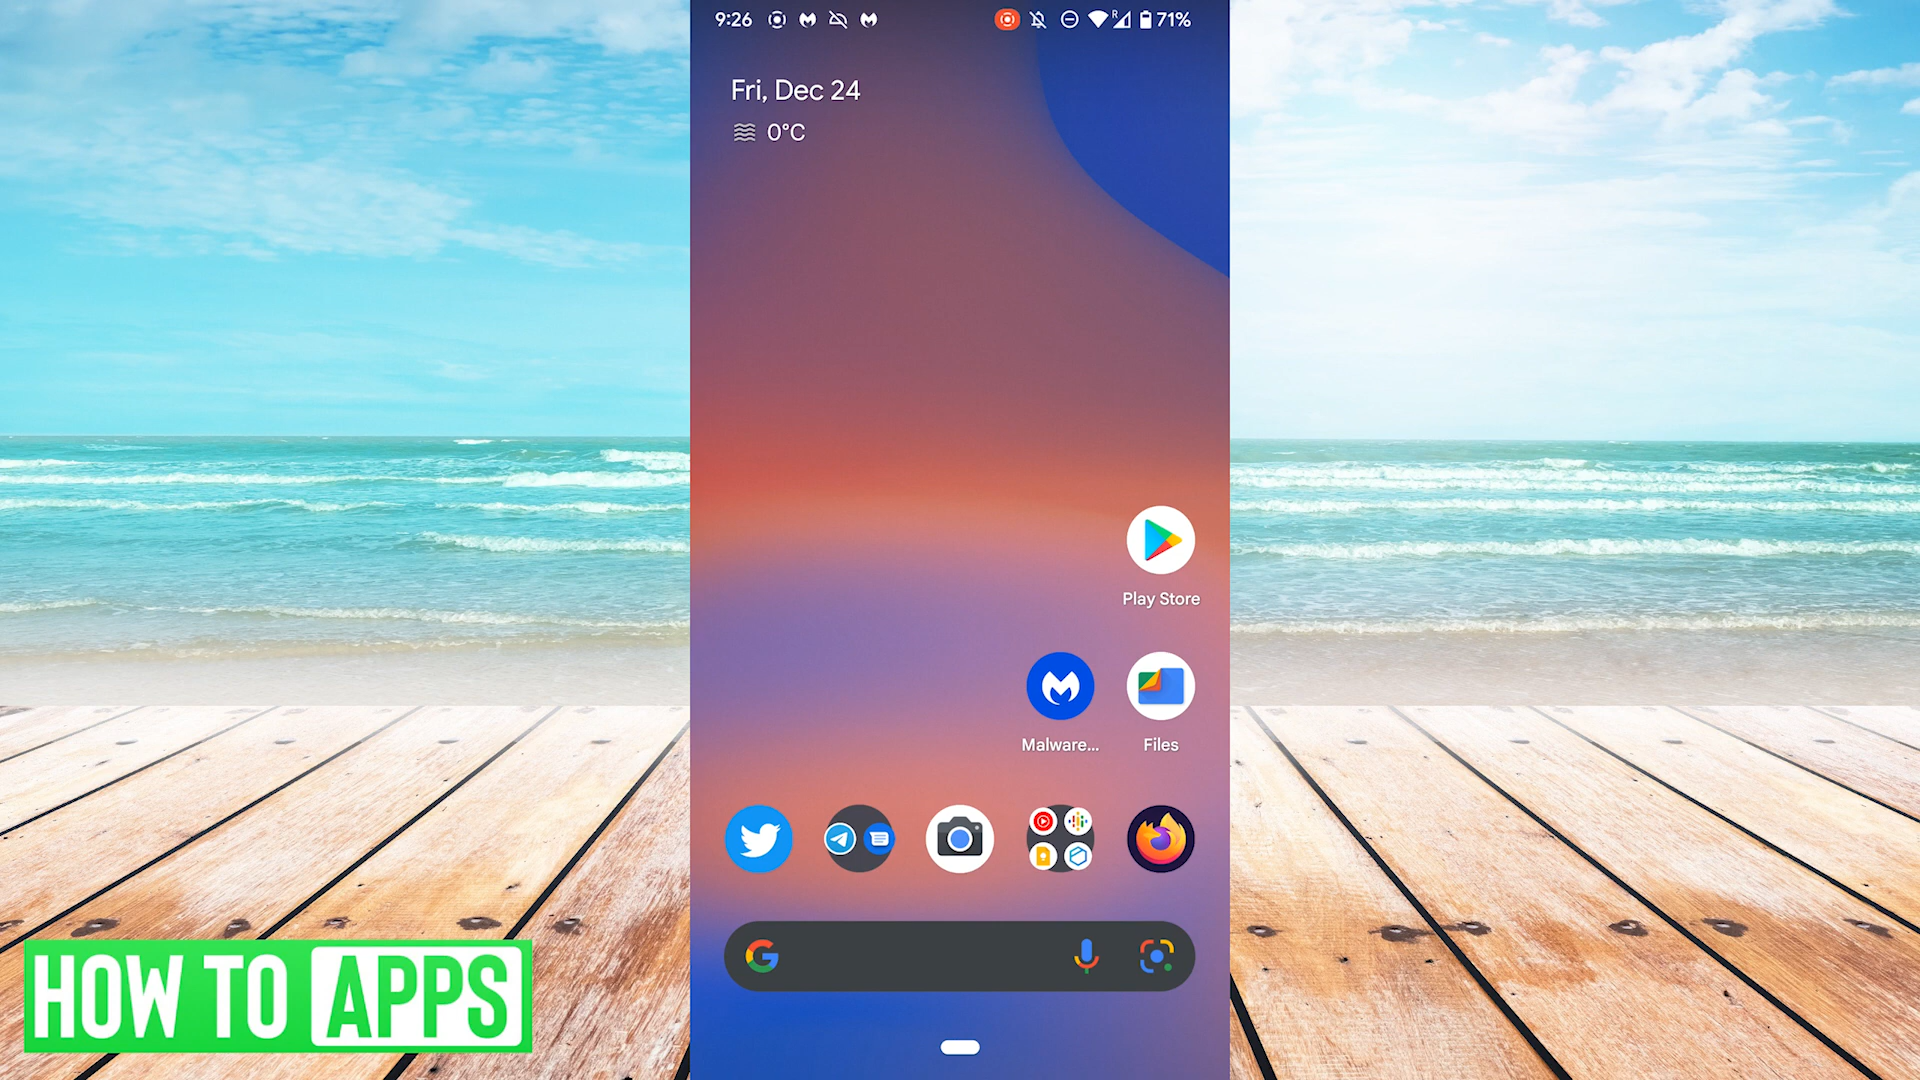 9:26
R
71%
Fri, Dec 24
0°C
Play Store
Malware...
Files
HOW TO APPS